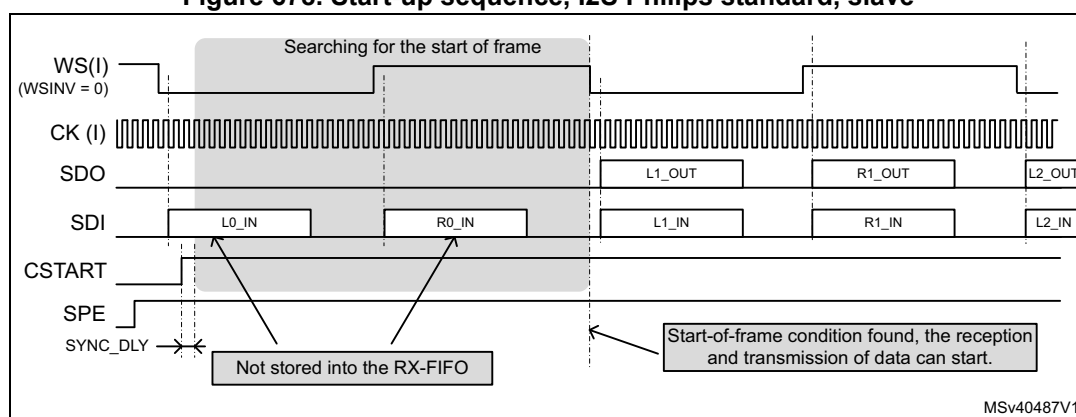 Figure 678. Start-up sequence, I2S Philips standard, slave
Searching for the start of frame
WS(I)
(WSINV = 0)
CK (I)
SDO
L1_OUT
R1_OUT
L2_OUT
SDI
L0_IN
R0_IN
L1_IN
R1_IN
L2_IN
CSTART
SPE
SYNC_DLY
Not stored into the RX-FIFO
Start-of-frame condition found, the reception
and transmission of data can start.
MSv40487V1